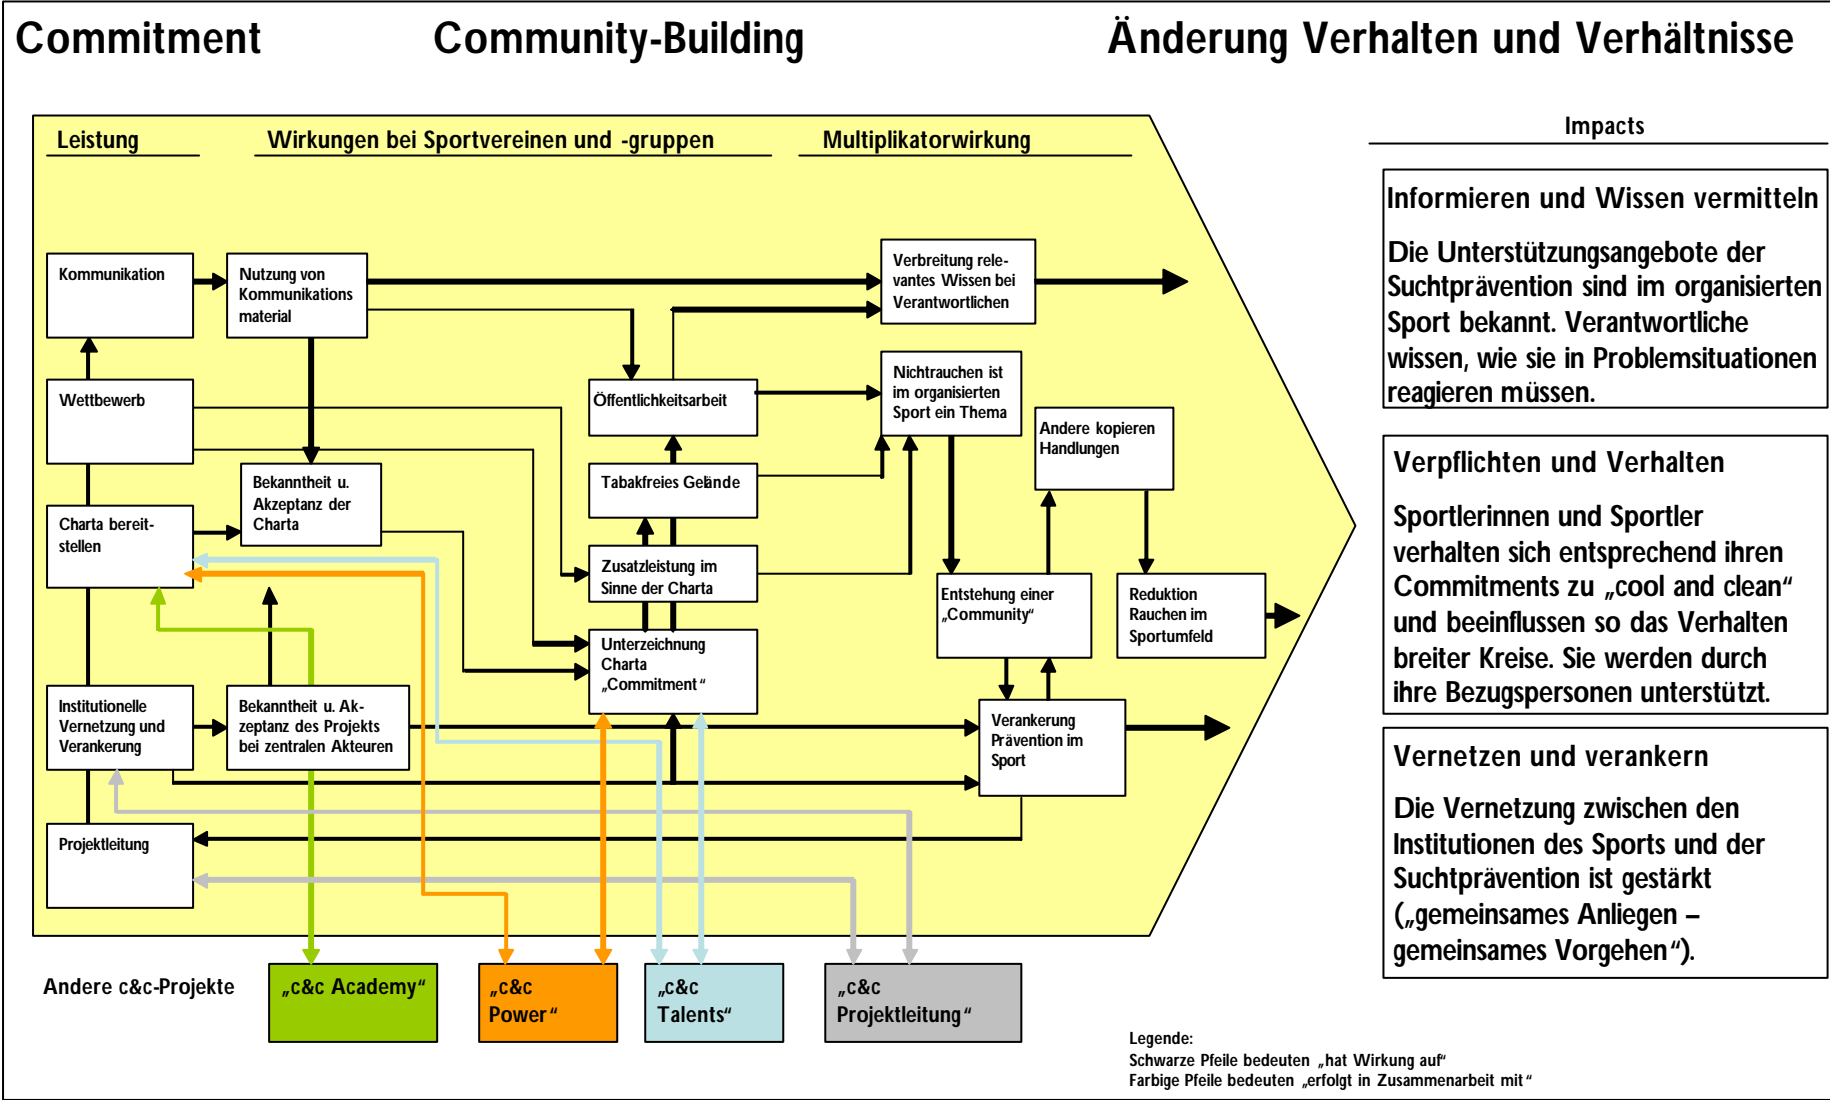 Commitment
Community-Building
Änderung Verhalten und Verhältnisse
Leistung
Wirkungen bei Sportvereinen und -gruppen
Multiplikatorwirkung
Impacts
Kommunikation
Nutzung von
Kommunikations
material
Verbreitung rele-
vantes Wissen bei
Verantwortlichen
Wettbewerb
Öffentlichkeitsarbeit
Nichtrauchen ist
im organisierten
Sport ein Thema
Andere kopieren
Handlungen
Bekanntheit u.
Akzeptanz der
Charta
Tabakfreies Gelände
Charta bereit-
stellen
Zusatzleistung im
Sinne der Charta
Entstehung einer
„Community“
Reduktion
Rauchen im
Sportumfeld
Unterzeichnung
Charta
„Commitment“
Institutionelle
Vernetzung und
Verankerung
Bekanntheit u. Ak-
zeptanz des Projekts
bei zentralen Akteuren
Verankerung
Prävention im
Sport
Projektleitung
Informieren und Wissen vermitteln
Die Unterstützungsangebote der
Suchtprävention sind im organisierten
Sport bekannt. Verantwortliche
wissen, wie sie in Problemsituationen
reagieren müssen.
Verpflichten und Verhalten
Sportlerinnen und Sportler
verhalten sich entsprechend ihren
Commitments zu „cool and clean“
und beeinflussen so das Verhalten
breiter Kreise. Sie werden durch
ihre Bezugspersonen unterstützt.
Vernetzen und verankern
Die Vernetzung zwischen den
Institutionen des Sports und der
Suchtprävention ist gestärkt
(„gemeinsames Anliegen –
gemeinsames Vorgehen“).
Andere c&c-Projekte
„c&c Academy“
„c&c
Power“
„c&c
Talents“
„c&c
Projektleitung“
Legende:
Schwarze Pfeile bedeuten „hat Wirkung auf“
Farbige Pfeile bedeuten „erfolgt in Zusammenarbeit mit“